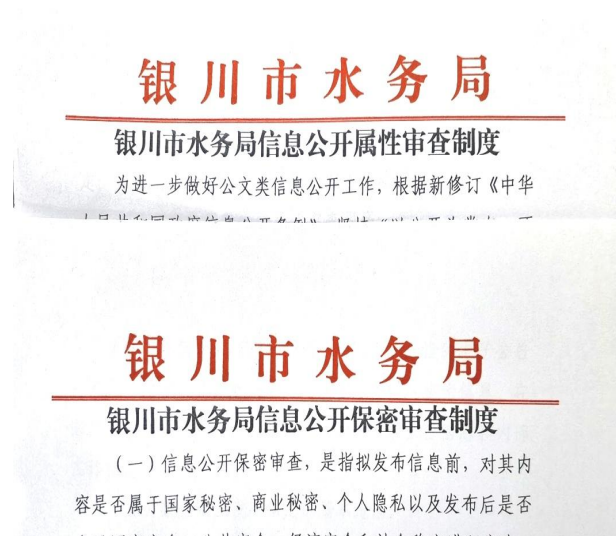 银川市水务局
银川市水务局信息公开属性审查制度
为进一步做好公文类信息公开工作，根据新修订《中华
银川市水务局
银川市水务局信息公开保密审查制度
（一）信息公开保密审查，是指拟发布信息前，对其内
容是否属于国家秘密、商业秘密、个人隐私以及发布后是否